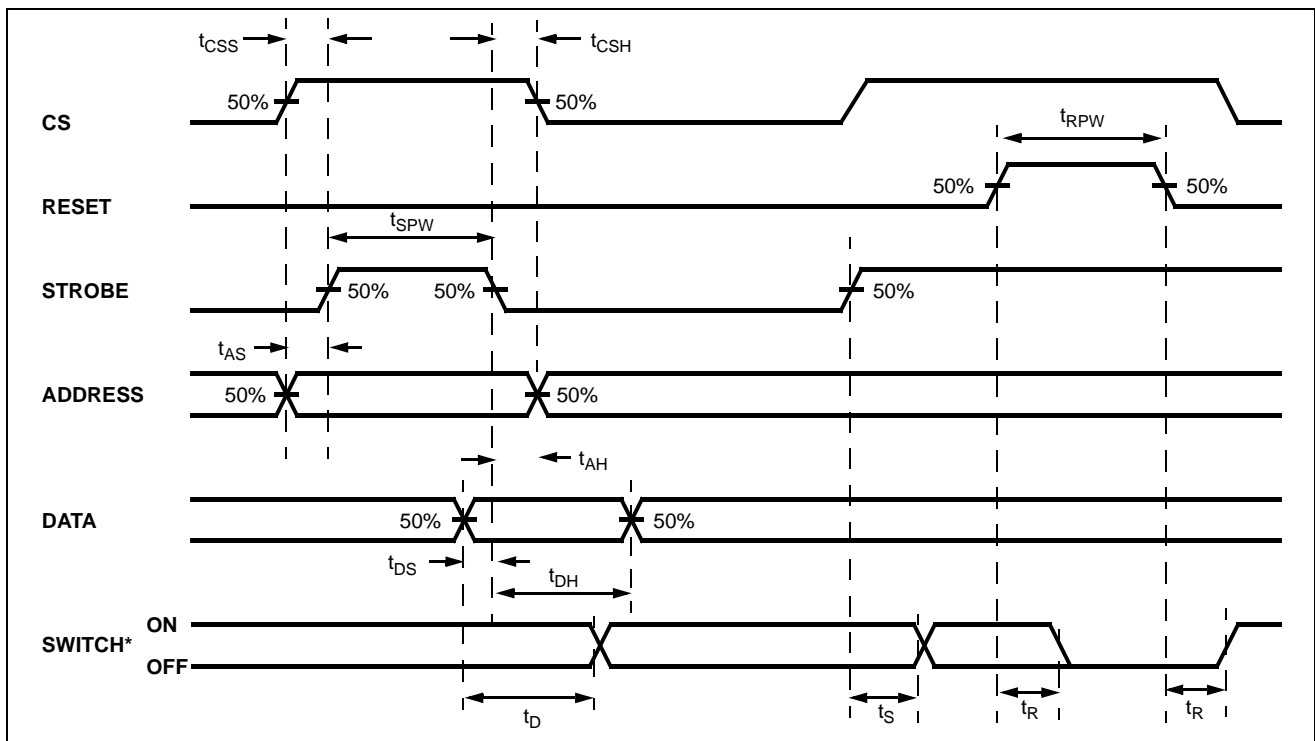 tCSS
tCSH
50%
50%
CS
tRPW
50%
50%
RESET
tSPW
STROBE
50%
50%
50%
tAS
ADDRESS
50%
50%
tAH
DATA
50%
50%
tDS
tDH
ON
SWITCH*
OFF
tD
tS
tR
tR